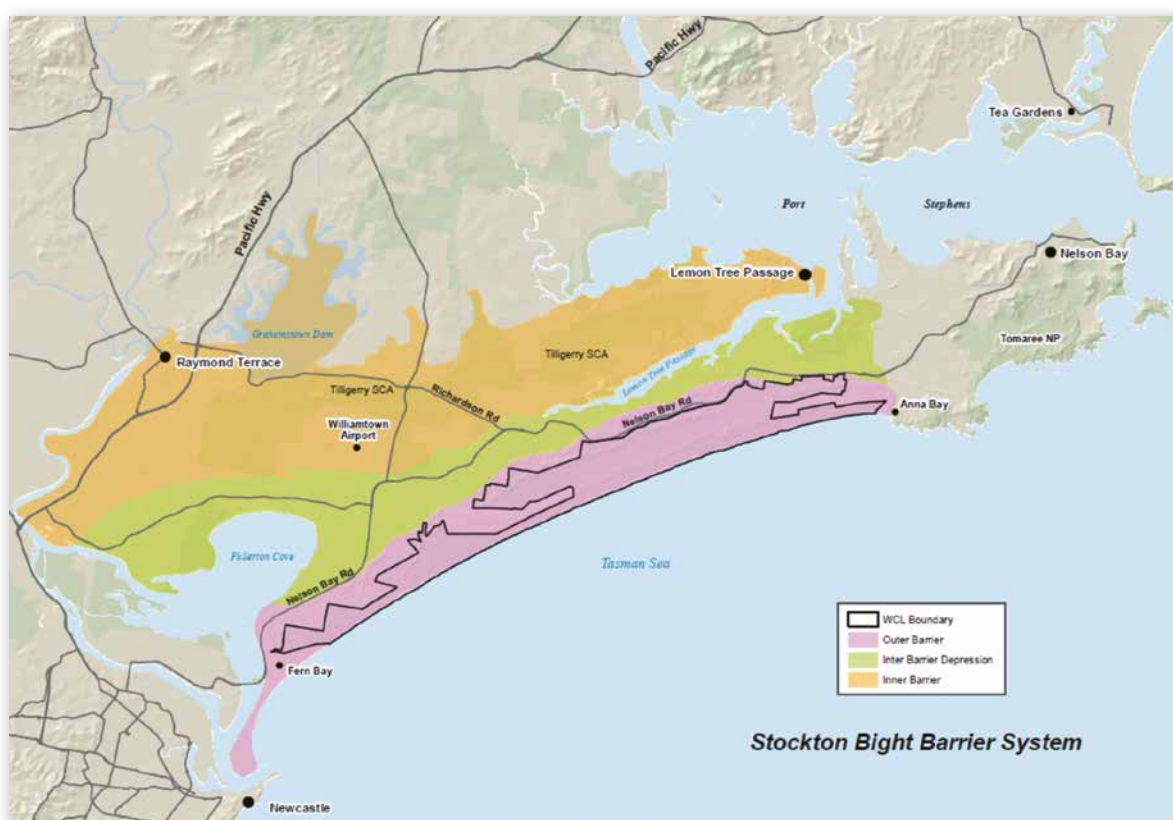 Pacific Hwy
Tea Gardens
Pacific Hwy
Port
Stephens
Nelson Bay
Lemon Tree Passage
Grahamstown Dam
Raymond Terrace
Tilligerry SCA
Tomaree NP
Lemon Tree Passage
Tilligerry SCA
Richardson Rd
Nelson Bay Rd
Anna Bay
Williamtown
Airport
Fullerton Cove
Tasman Sea
Nelson Bay Rd
WCL Boundary
Outer Barrier
Inter Barrier Depression
Inner Barrier
Fern Bay
Stockton Bight Barrier System
Newcastle